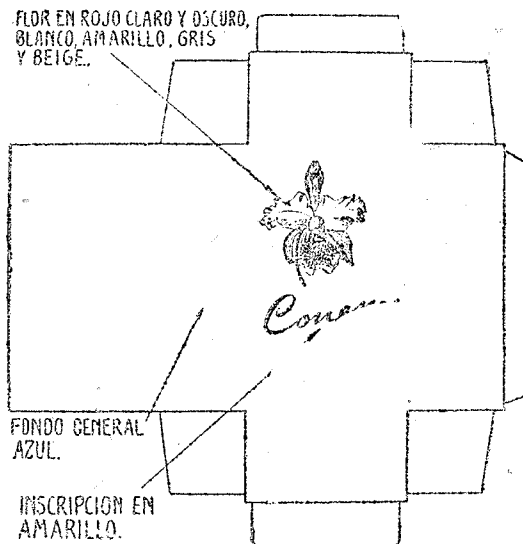 FLOR EN ROJO CLARO Y OSCURO,
BLANCO, AMARILLO, GRIS
Y BEIGE.
FONDO GENERAL
AZUL.
INSCRIPCION EN
AMARILLO.